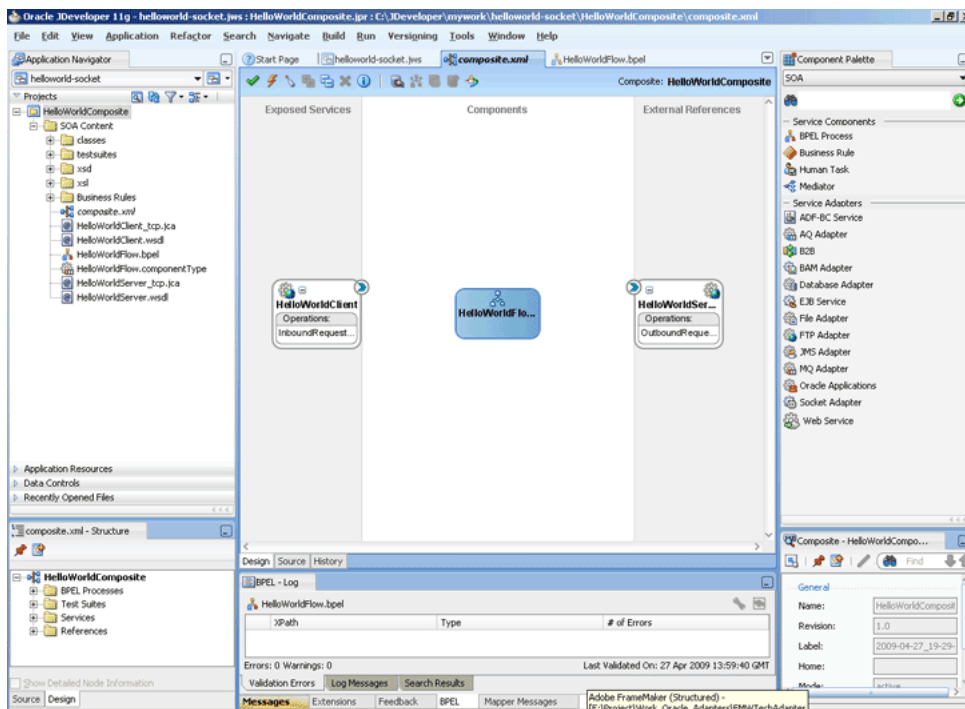 Oracle JDeveloper 11g - helloworld-socket.jws : HelloWorldComposite.jpr : C:\JDeveloper\mywork\helloworld-socket\HelloWorldComposite\composite.xml
File Edit View Application Refactor Search Navigate Build Run Versioning Tools Window Help
Application Navigator
helloworld-socket
Projects
HelloWorldComposite
SOA Content
classes
testsuites
xsd
xsl
Business Rules
composite.xml
HelloWorldClient_tcp.jca
HelloWorldClient.wsdl
HelloWorldFlow.bpel
HelloWorldFlow.componentType
HelloWorldServer_tcp.jca
HelloWorldServer.wsdl
Application Resources
Data Controls
Recently Opened Files
composite.xml - Structure
HelloWorldComposite
BPEL Processes
Test Suites
Services
References
Show Detailed Node Information
Source Design
Start Page helloworld-socket.jws composite.xml HelloWorldFlow.bpel
Composite: HelloWorldComposite
Exposed Services Components External References
HelloWorldClient
Operations:
InboundRequest...
HelloWorldFlo...
HelloWorldSer...
Operations:
OutboundReque...
Design Source History
BPEL - Log
HelloWorldFlow.bpel
XPath Type # of Errors
Errors: 0 Warnings: 0 Last Validated On: 27 Apr 2009 13:59:40 GMT
Validation Errors Log Messages Search Results
Messages Extensions Feedback BPEL Mapper Messages
Adobe FrameMaker (Structured) -
[E:\Project\Work_Oracle_Adapters\FMWTechAdapter
Component Palette
SOA
Service Components
BPEL Process
Business Rule
Human Task
Mediator
Service Adapters
ADF-BC Service
AQ Adapter
B2B
BAM Adapter
Database Adapter
EJB Service
File Adapter
FTP Adapter
JMS Adapter
MQ Adapter
Oracle Applications
Socket Adapter
Web Service
Composite - HelloWorldCompo...
Find
General
Name: HelloWorldComposit
Revision: 1.0
Label: 2009-04-27_19-29-
Home:
Mode: active